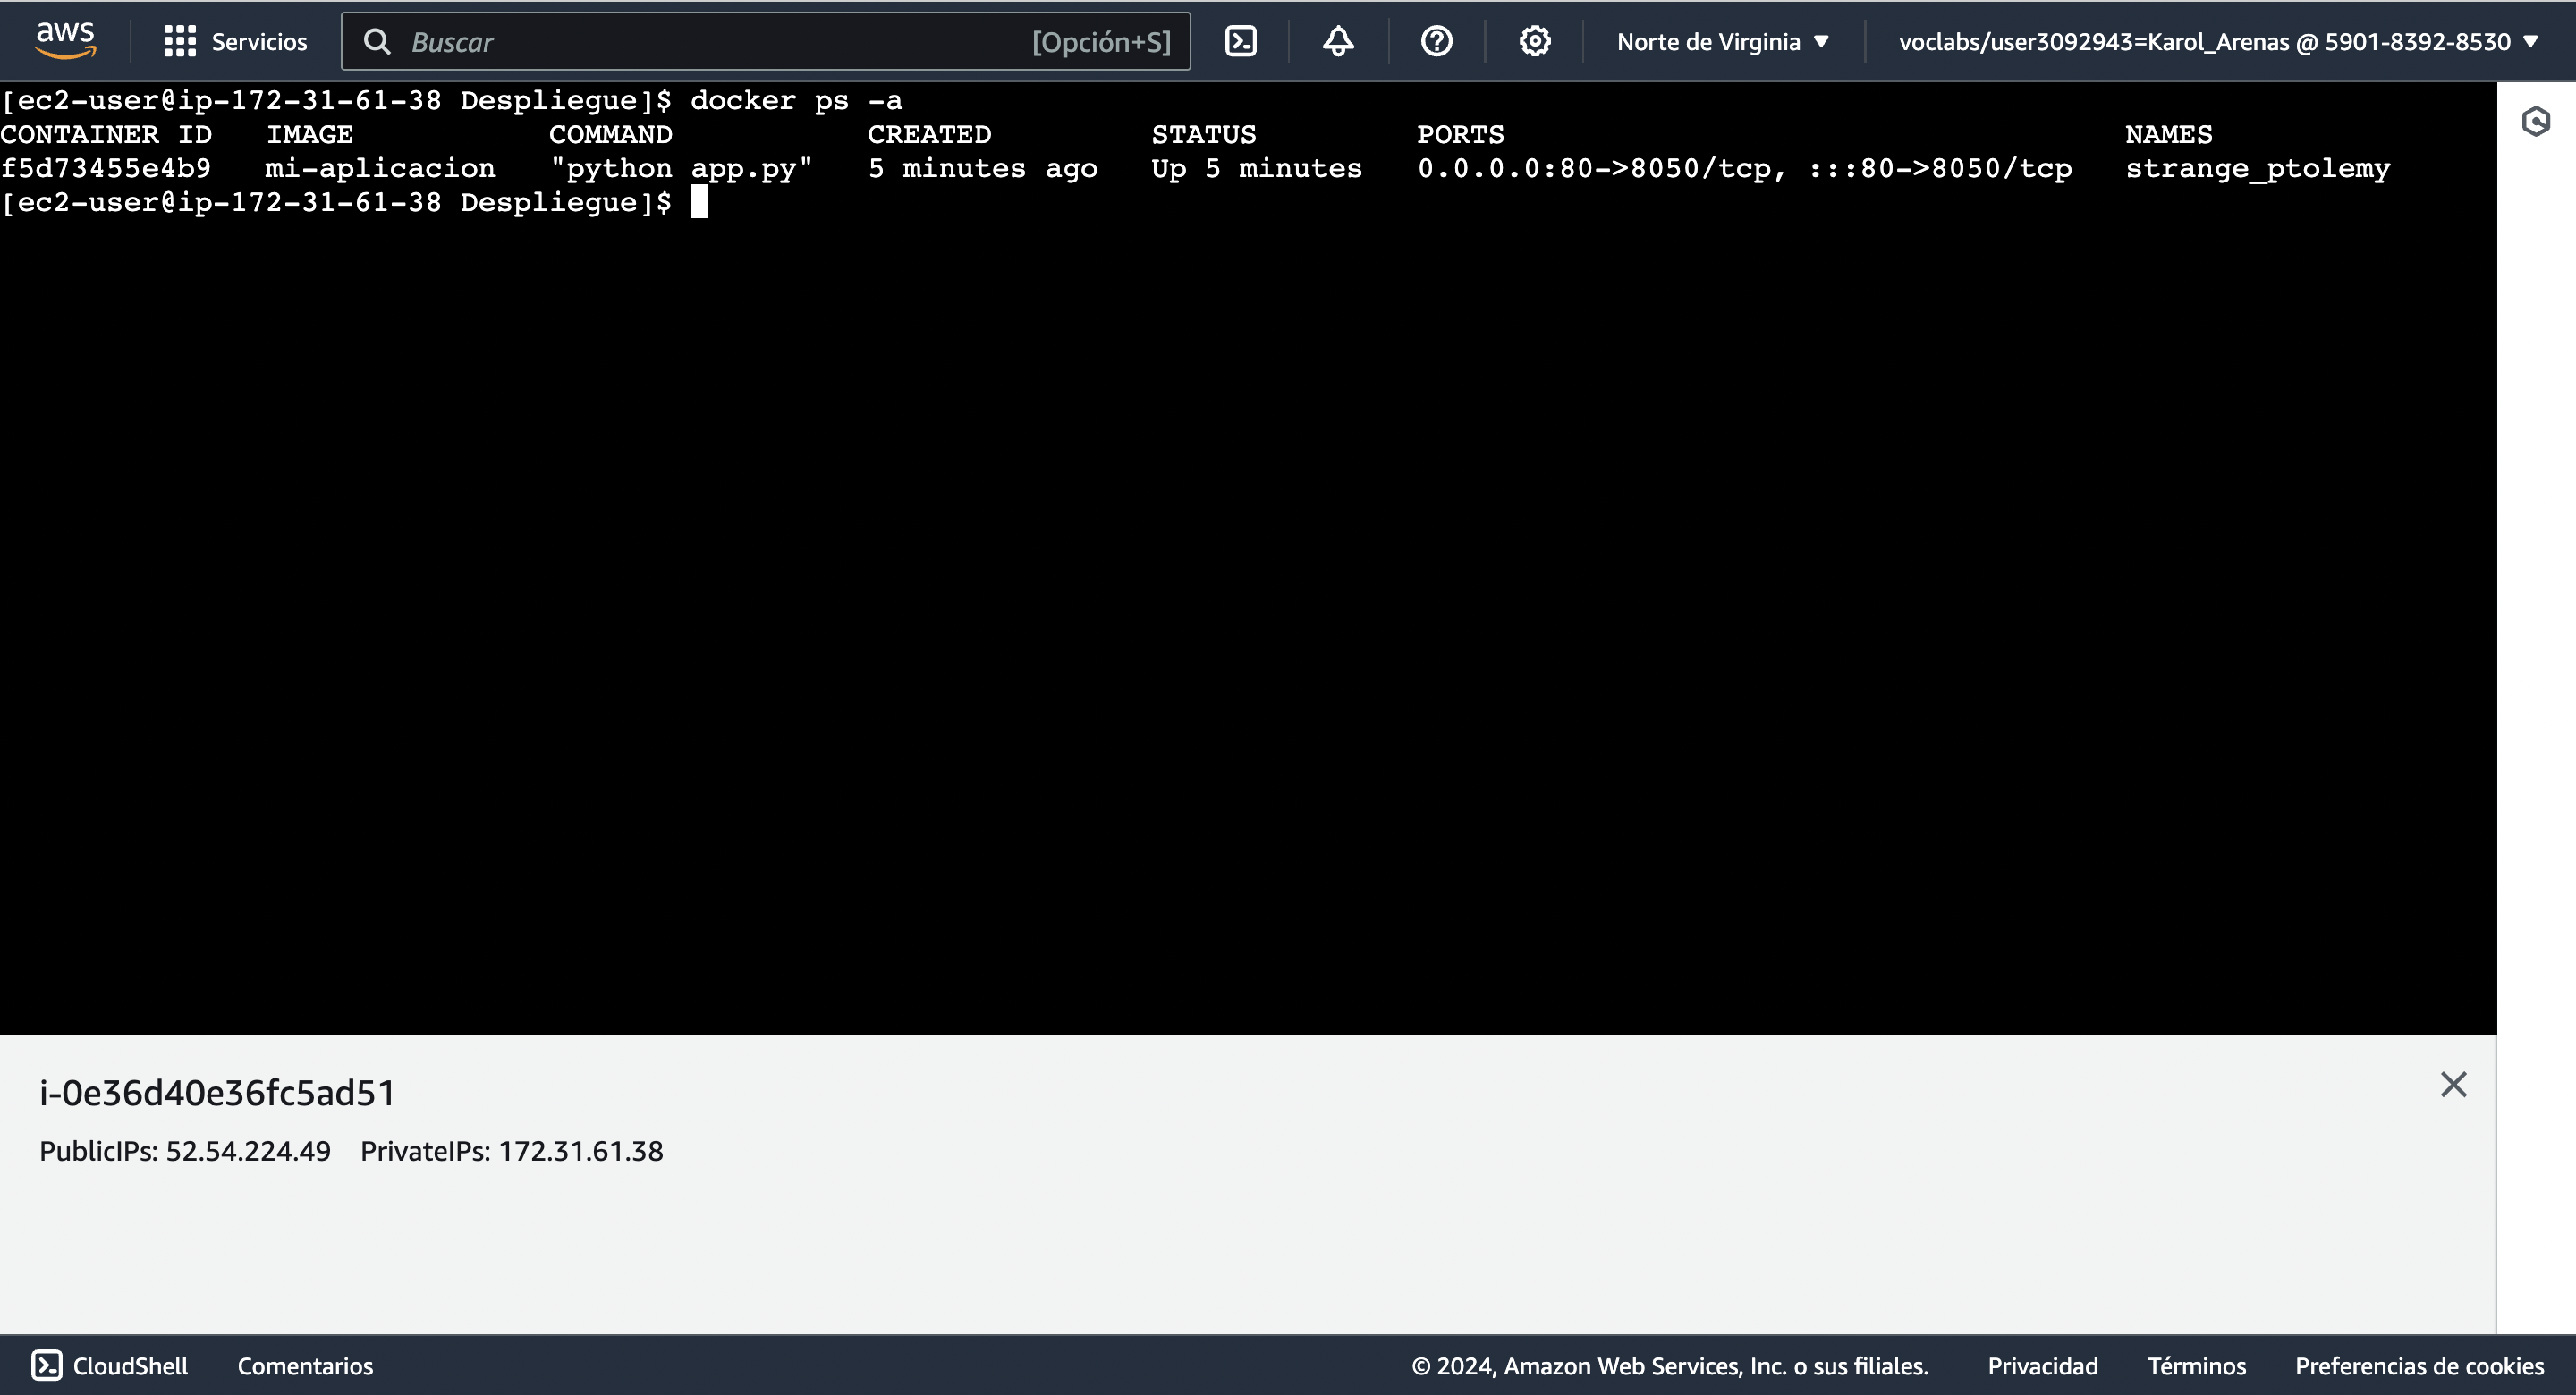 aws Servicios Buscar [Opción+S] Norte de Virginia voclabs/user3092943=Karol_Arenas @ 5901-8392-8530
[ec2-user@ip-172-31-61-38 Despliegue]$ docker ps -a
CONTAINER ID IMAGE COMMAND CREATED STATUS PORTS NAMES
f5d73455e4b9 mi-aplicacion "python app.py" 5 minutes ago Up 5 minutes 0.0.0.0:80->8050/tcp, :::80->8050/tcp strange_ptolemy
[ec2-user@ip-172-31-61-38 Despliegue]$
i-0e36d40e36fc5ad51
PublicIPs: 52.54.224.49 PrivateIPs: 172.31.61.38
CloudShell Comentarios © 2024, Amazon Web Services, Inc. o sus filiales. Privacidad Términos Preferencias de cookies